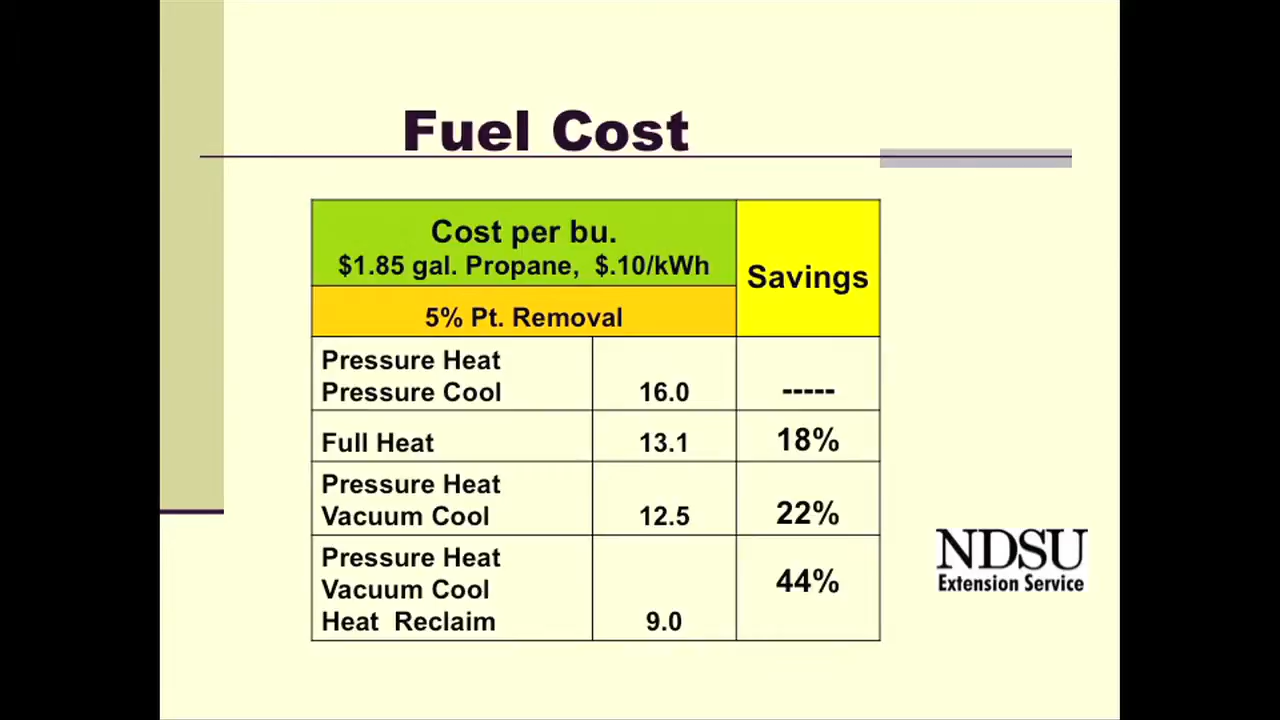 Fuel Cost
Cost per bu.
$1.85 gal. Propane, $.10/kWh
Savings
5% Pt. Removal
Pressure Heat
Pressure Cool 16.0 -----
Full Heat 13.1 18%
Pressure Heat
Vacuum Cool 12.5 22%
Pressure Heat
Vacuum Cool 44%
Heat Reclaim 9.0
NDSU
Extension Service